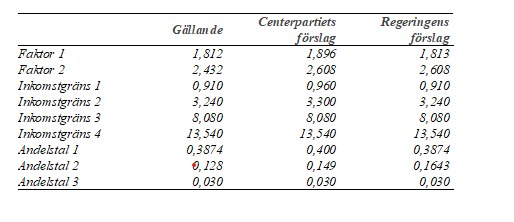 Gällande Centerpartiets förslag Regeringens förslag
Faktor 1 1,812 1,896 1,813
Faktor 2 2,432 2,608 2,608
Inkomstgräns 1 0,910 0,960 0,910
Inkomstgräns 2 3,240 3,300 3,240
Inkomstgräns 3 8,080 8,080 8,080
Inkomstgräns 4 13,540 13,540 13,540
Andelstal 1 0,3874 0,400 0,3874
Andelstal 2 0,128 0,149 0,1643
Andelstal 3 0,030 0,030 0,030